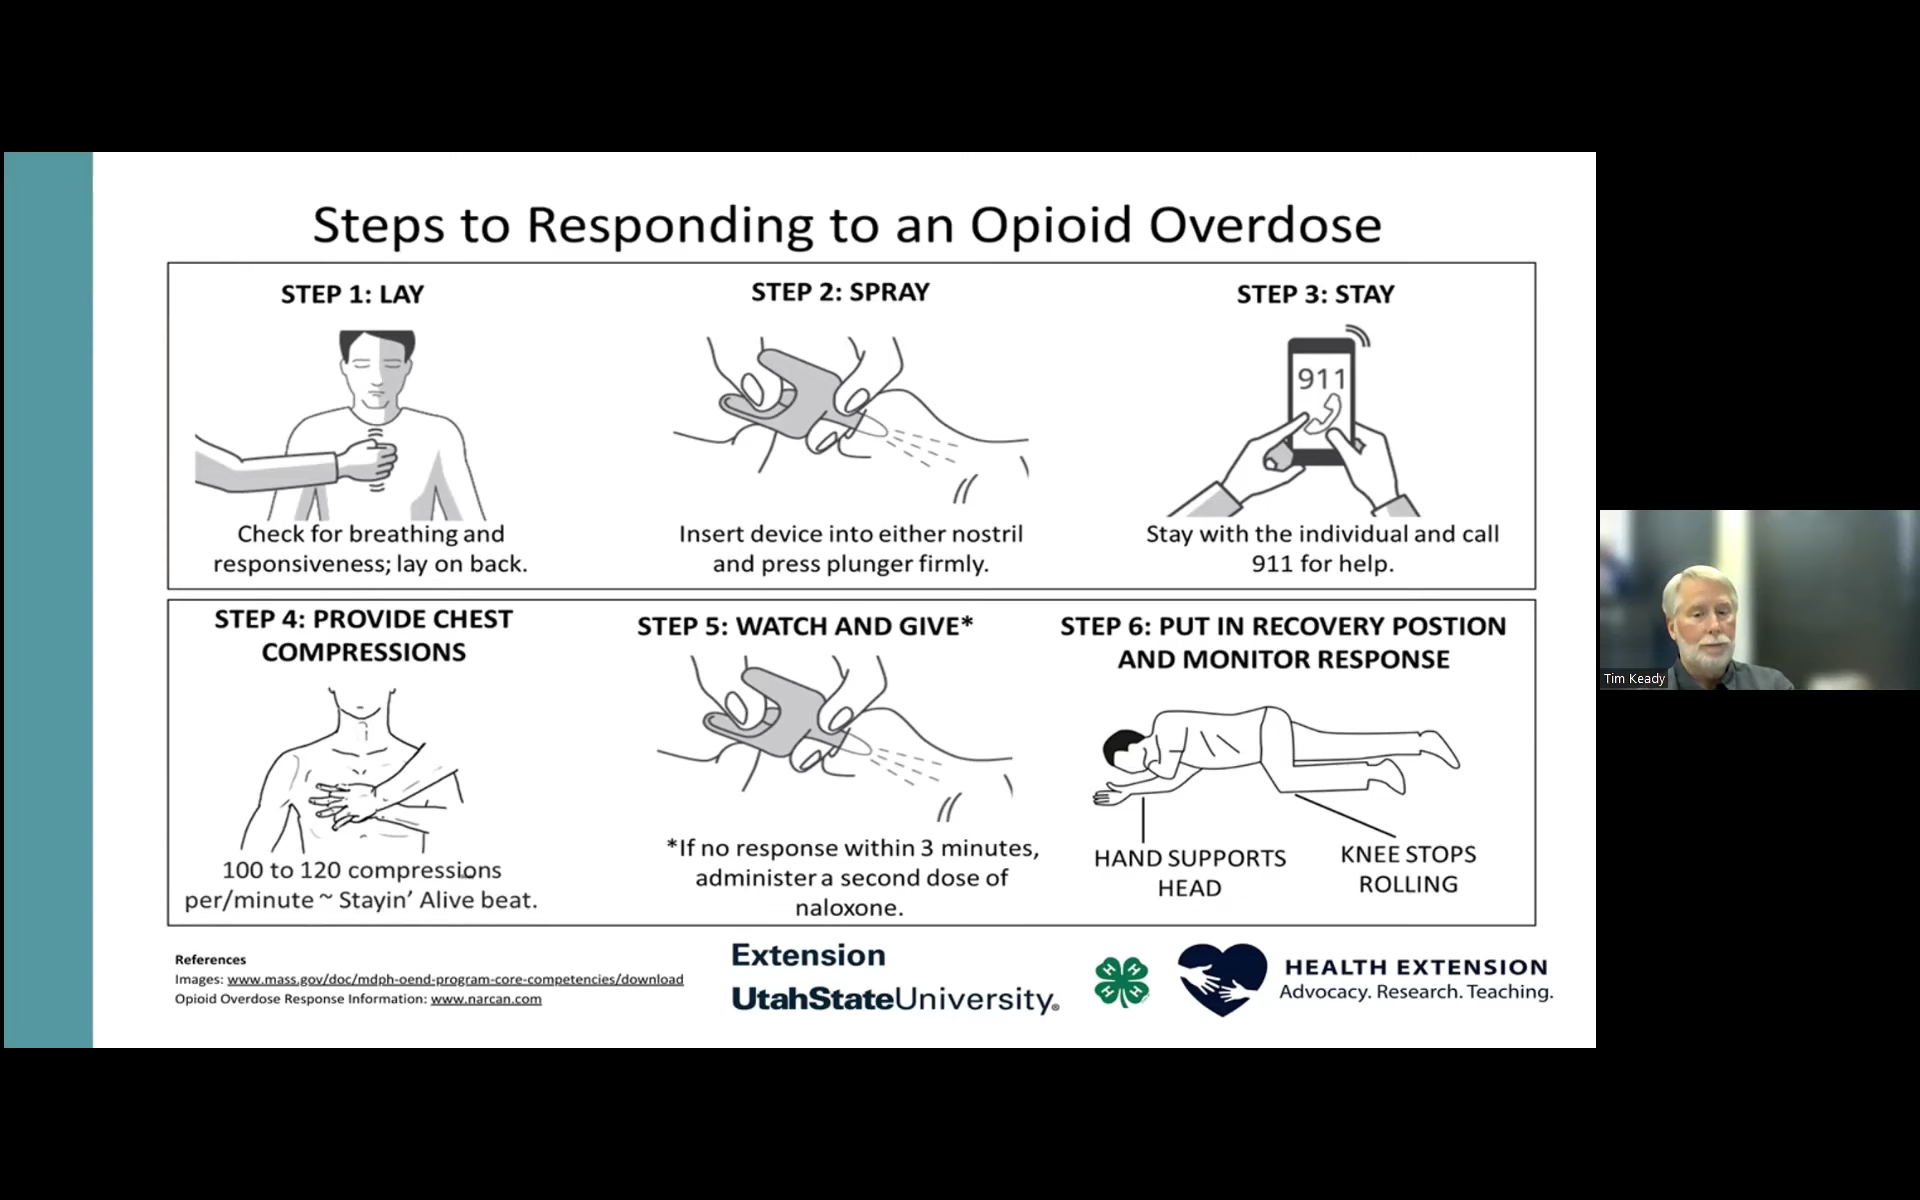 Steps to Responding to an Opioid Overdose
STEP 1: LAY
Check for breathing and
responsiveness; lay on back.
STEP 2: SPRAY
Insert device into either nostril
and press plunger firmly.
STEP 3: STAY
911
Stay with the individual and call
911 for help.
STEP 4: PROVIDE CHEST
COMPRESSIONS
100 to 120 compressions
per/minute ~ Stayin’ Alive beat.
STEP 5: WATCH AND GIVE*
*If no response within 3 minutes,
administer a second dose of
naloxone.
STEP 6: PUT IN RECOVERY POSTION
AND MONITOR RESPONSE
HAND SUPPORTS
HEAD
KNEE STOPS
ROLLING
References
Images: www.mass.gov/doc/mdph-oend-program-core-competencies/download
Opioid Overdose Response Information: www.narcan.com
Extension
UtahStateUniversity®
H H
H H
HEALTH EXTENSION
Advocacy. Research. Teaching.
Tim Keady